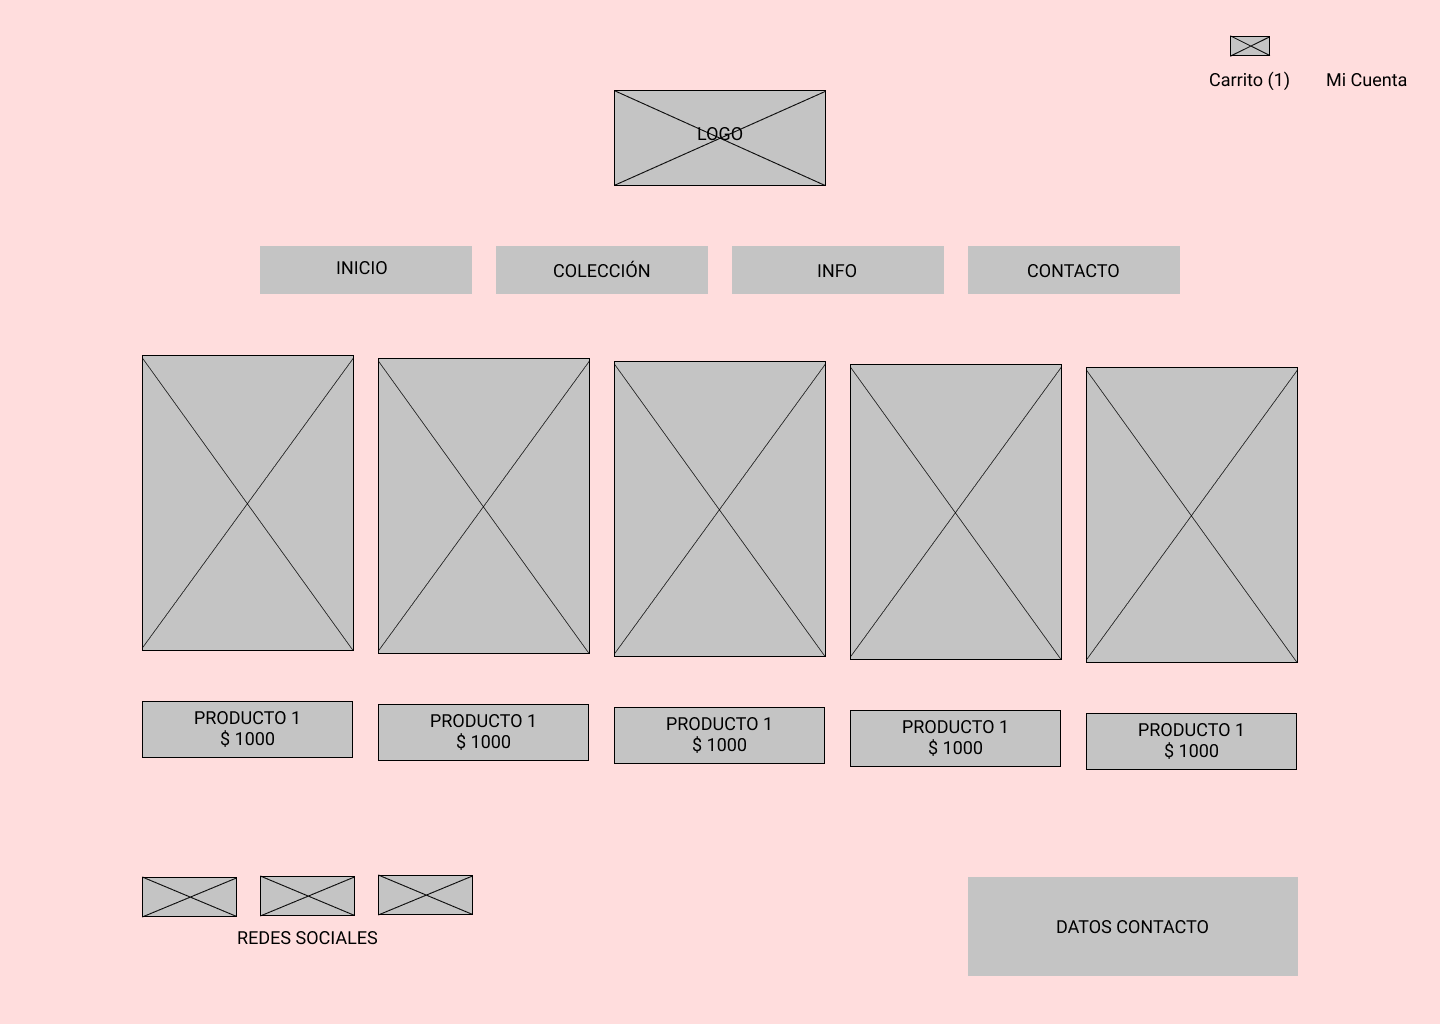 Carrito (1)
Mi Cuenta
LOGO
INICIO
COLECCIÓN
INFO
CONTACTO
PRODUCTO 1
$ 1000
PRODUCTO 1
$ 1000
PRODUCTO 1
$ 1000
PRODUCTO 1
$ 1000
PRODUCTO 1
$ 1000
REDES SOCIALES
DATOS CONTACTO